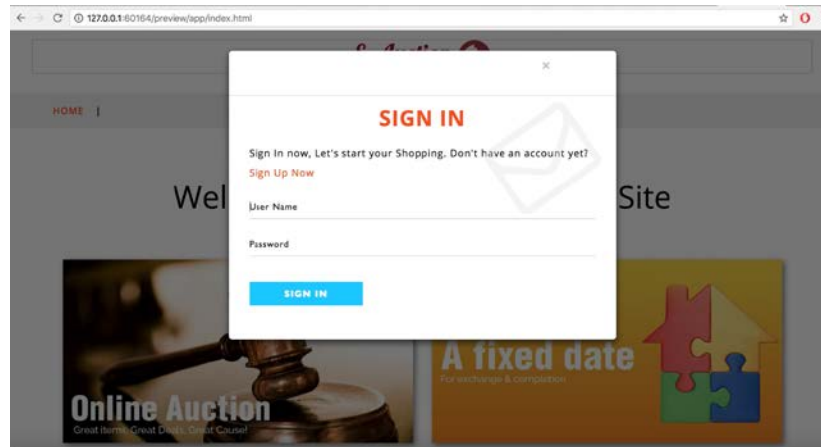 127.0.0.1:60164/preview/app/index.html
Auction
×
HOME |
SIGN IN
Sign In now, Let's start your Shopping. Don't have an account yet?
Sign Up Now
Wel Site
User Name
Password
SIGN IN
A fixed date
For exchange & completion
Online Auction
Great Items, Great Deals, Great Cause!